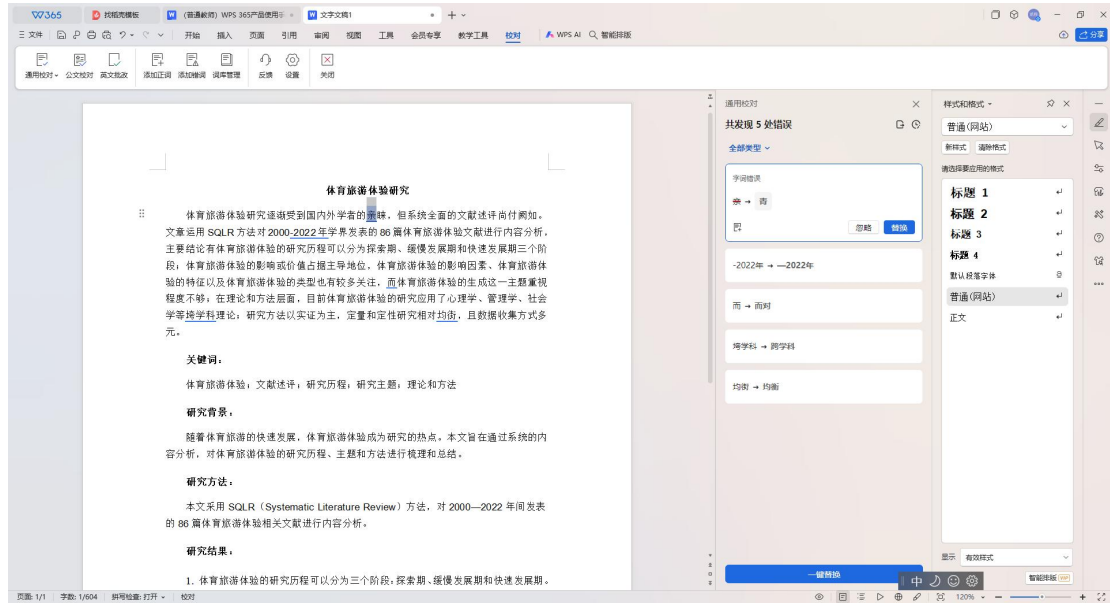 W365 找稻壳模板 (普通教师) WPS 365产品使用 文字文稿1
三 文件 开始 插入 页面 引用 审阅 视图 工具 会员专享 教学工具 校对 WPS AI 智能排版 分享
通用校对 公文校对 英文批改 添加正词 添加错词 词库管理 反馈 设置 关闭
体育旅游体验研究
体育旅游体验研究逐渐受到国内外学者的亲睐，但系统全面的文献述评尚付阙如。
文章运用 SQLR 方法对 2000-2022 年学界发表的 86 篇体育旅游体验文献进行内容分析。
主要结论有体育旅游体验的研究历程可以分为探索期、缓慢发展期和快速发展期三个阶
段；体育旅游体验的影响或价值占据主导地位，体育旅游体验的影响因素、体育旅游体
验的特征以及体育旅游体验的类型也有较多关注，而体育旅游体验的生成这一主题重视
程度不够；在理论和方法层面，目前体育旅游体验的研究应用了心理学、管理学、社会
学等垮学科理论；研究方法以实证为主，定量和定性研究相对均街，且数据收集方式多
元。
关键词：
体育旅游体验；文献述评；研究历程；研究主题；理论和方法
研究背景：
随着体育旅游的快速发展，体育旅游体验成为研究的热点。本文旨在通过系统的内
容分析，对体育旅游体验的研究历程、主题和方法进行梳理和总结。
研究方法：
本文采用 SQLR（Systematic Literature Review）方法，对 2000—2022 年间发表
的 86 篇体育旅游体验相关文献进行内容分析。
研究结果：
1. 体育旅游体验的研究历程可以分为三个阶段：探索期、缓慢发展期和快速发展期。
通用校对
共发现 5 处错误
全部类型
字词错误
亲 → 青
忽略 替换
-2022年 → —2022年
而 → 而对
垮学科 → 跨学科
均街 → 均衡
一键替换
样式和格式
普通(网站)
新样式 清除格式
请选择要应用的格式
标题 1
标题 2
标题 3
标题 4
默认段落字体
普通(网站)
正文
显示 有效样式
智能排版
中
页面: 1/1 字数: 1/604 拼写检查: 打开 校对 120%